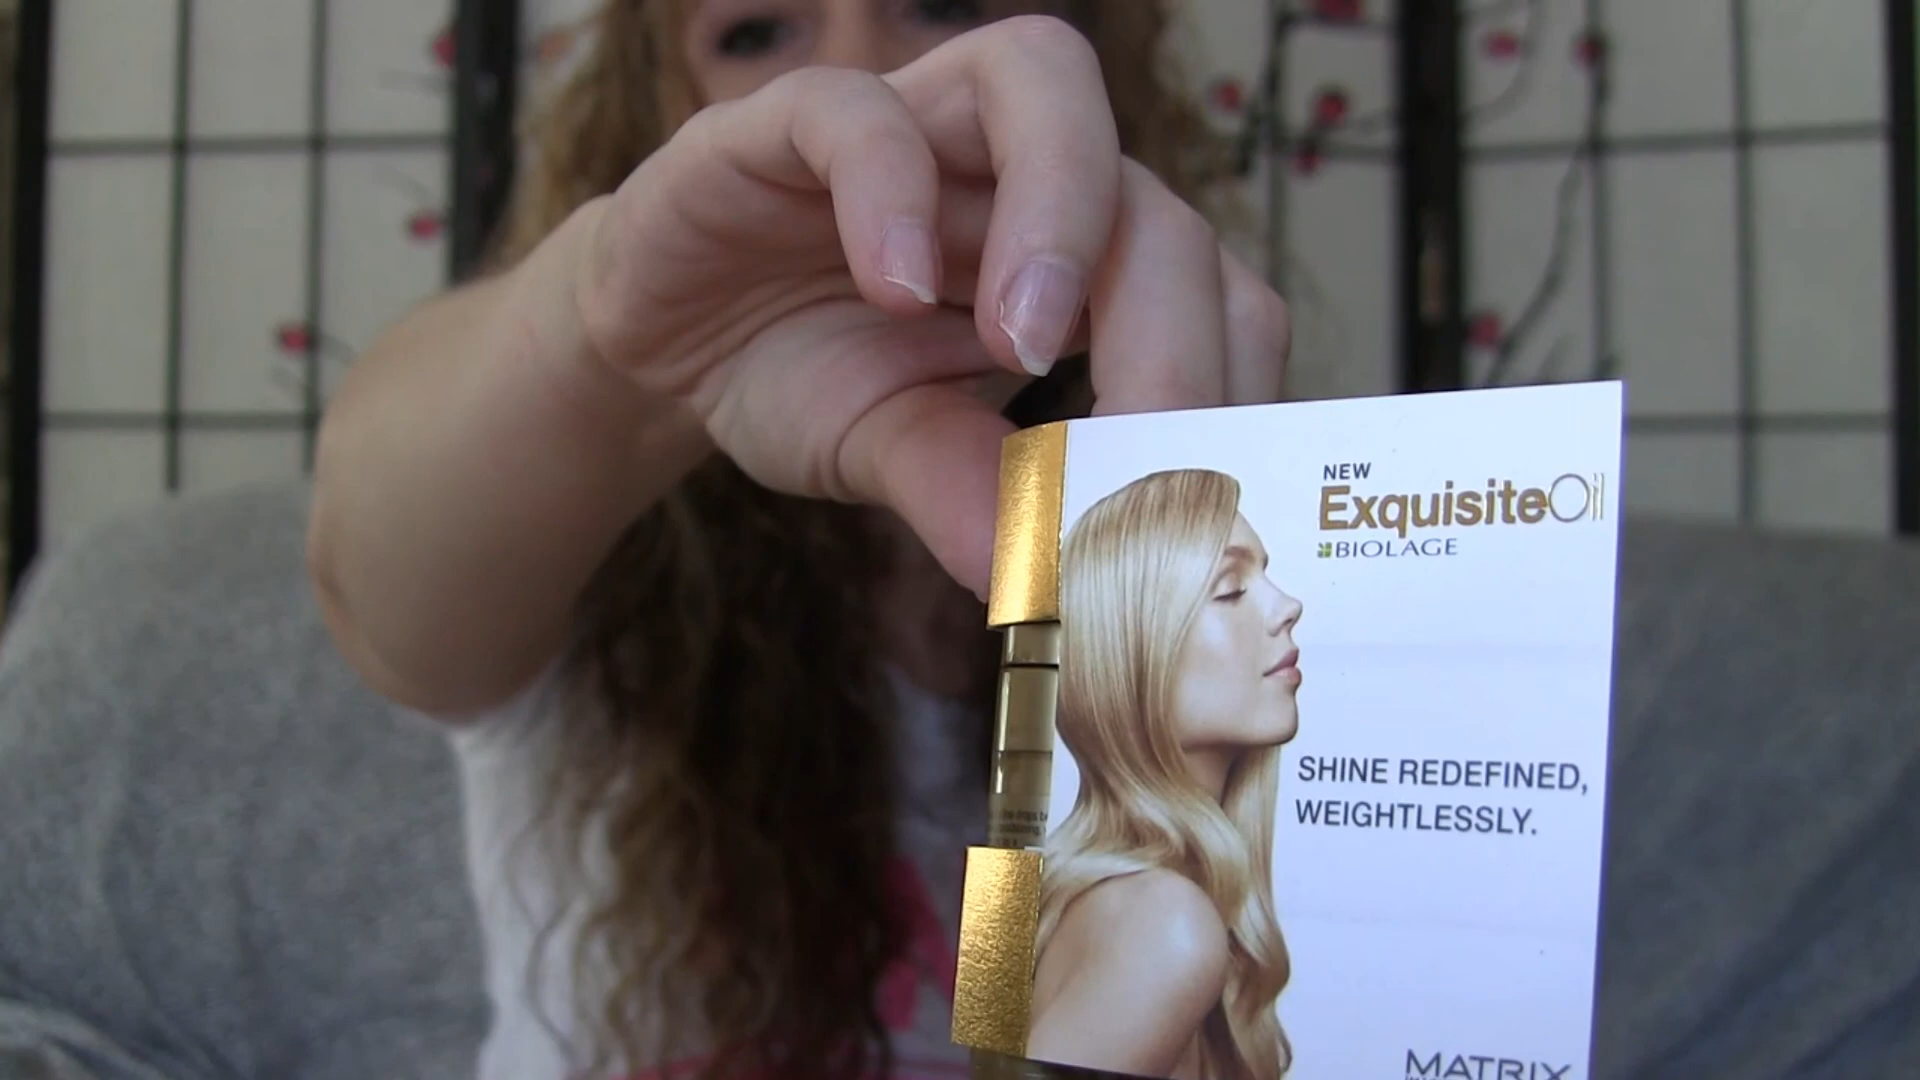 NEW
ExquisiteOil
BIOLAGE
SHINE REDEFINED,
WEIGHTLESSLY.
MATRIX